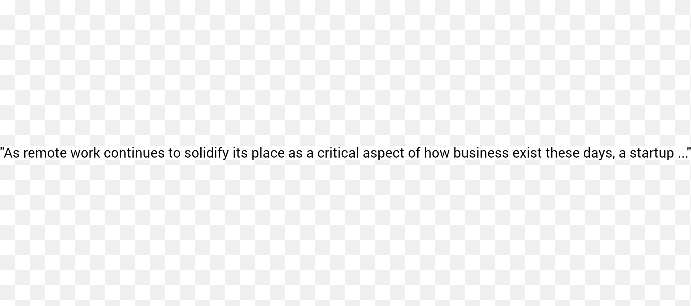 "As remote work continues to solidify its place as a critical aspect of how business exist these days, a startup ..."